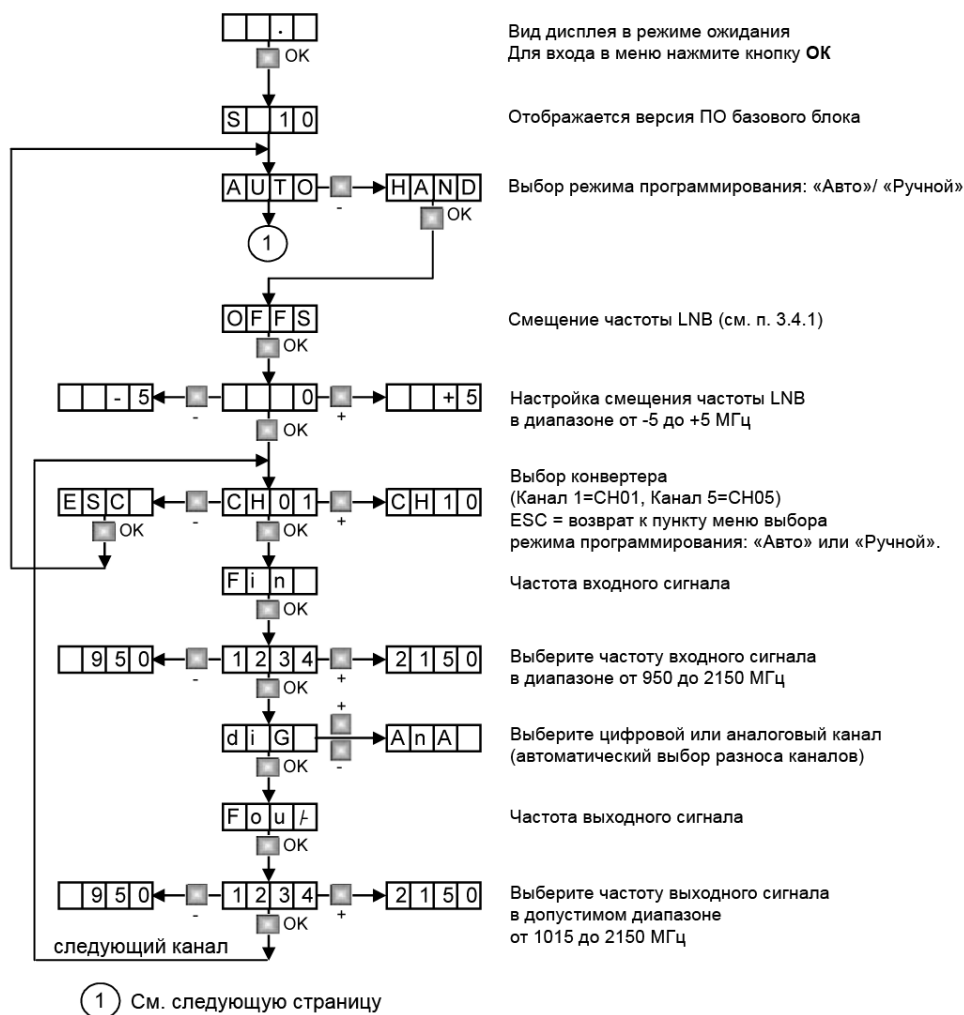 .
OK
Вид дисплея в режиме ожидания
Для входа в меню нажмите кнопку ОК
S 10
Отображается версия ПО базового блока
AUTO - HAND
OK
Выбор режима программирования: «Авто»/ «Ручной»
1
OFFS
OK
Смещение частоты LNB (см. п. 3.4.1)
-5 - 0 + +5
OK
Настройка смещения частоты LNB
в диапазоне от -5 до +5 МГц
ESC - CH01 + CH10
OK OK
Выбор конвертера
(Канал 1=CH01, Канал 5=CH05)
ESC = возврат к пункту меню выбора
режима программирования: «Авто» или «Ручной».
Fin
OK
Частота входного сигнала
950 - 1234 + 2150
OK
Выберите частоту входного сигнала
в диапазоне от 950 до 2150 МГц
diG + - AnA
OK
Выберите цифровой или аналоговый канал
(автоматический выбор разноса каналов)
Fout
OK
Частота выходного сигнала
950 - 1234 + 2150
OK
Выберите частоту выходного сигнала
в допустимом диапазоне
от 1015 до 2150 МГц
следующий канал
1 См. следующую страницу